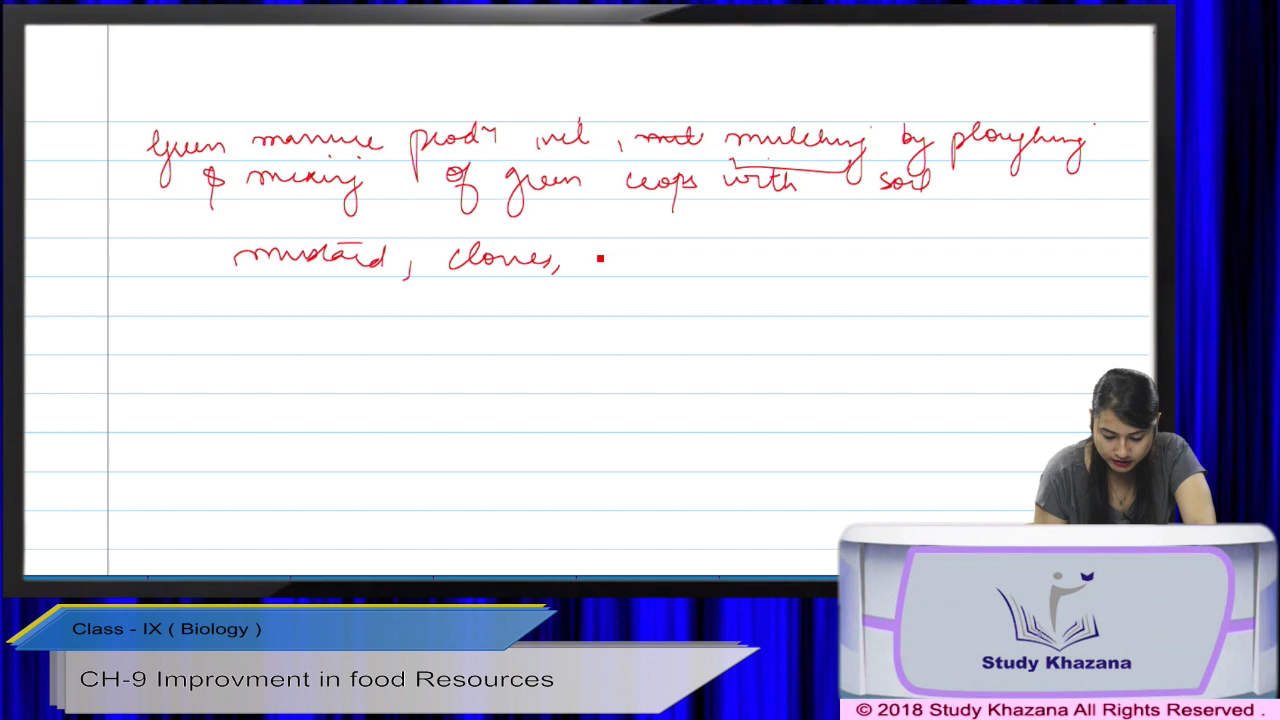 Green manure prodⁿ incl, mulching by ploughing
& mixing of green crops with soil
mustard, cloves,
Class - IX ( Biology )
CH-9 Improvment in food Resources
Study Khazana
© 2018 Study Khazana All Rights Reserved .